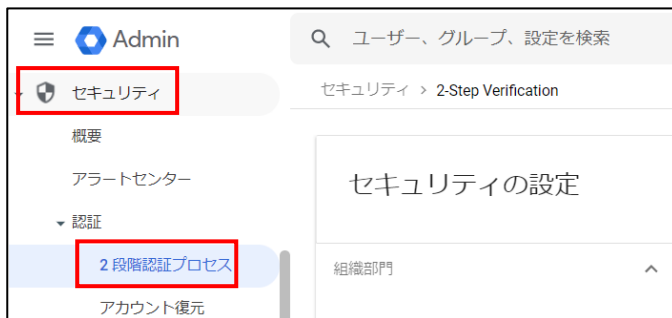 Admin
ユーザー、グループ、設定を検索
セキュリティ
概要
アラートセンター
認証
2 段階認証プロセス
アカウント復元
セキュリティ > 2-Step Verification
セキュリティの設定
組織部門